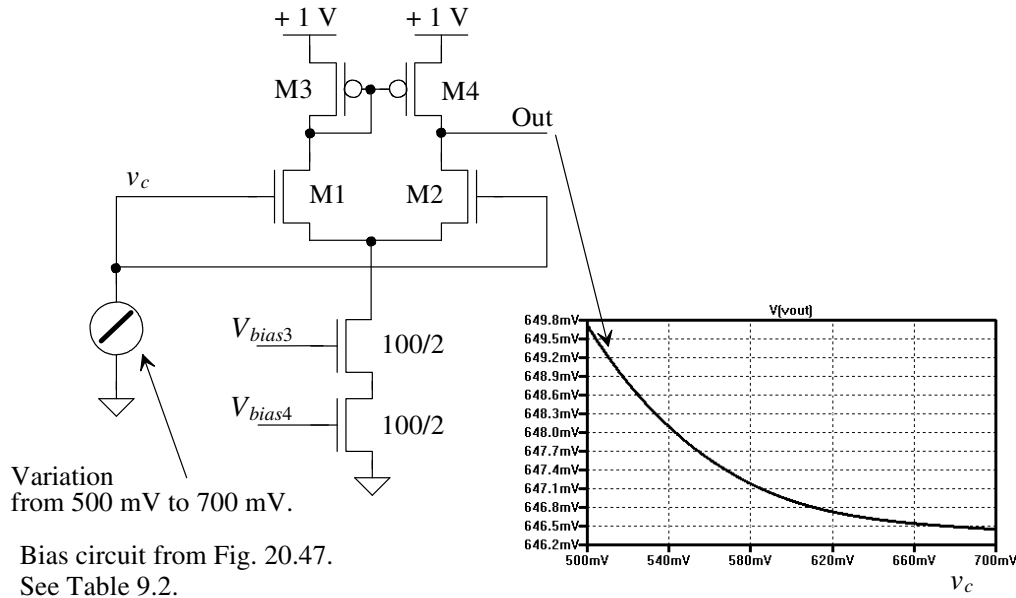 + 1 V
+ 1 V
M3
M4
Out
v_c
M1
M2
V_bias3
100/2
V_bias4
100/2
Variation
from 500 mV to 700 mV.
Bias circuit from Fig. 20.47.
See Table 9.2.
V(vout)
649.8mV
649.5mV
649.2mV
648.9mV
648.6mV
648.3mV
648.0mV
647.7mV
647.4mV
647.1mV
646.8mV
646.5mV
646.2mV
500mV 540mV 580mV 620mV 660mV 700mV
v_c